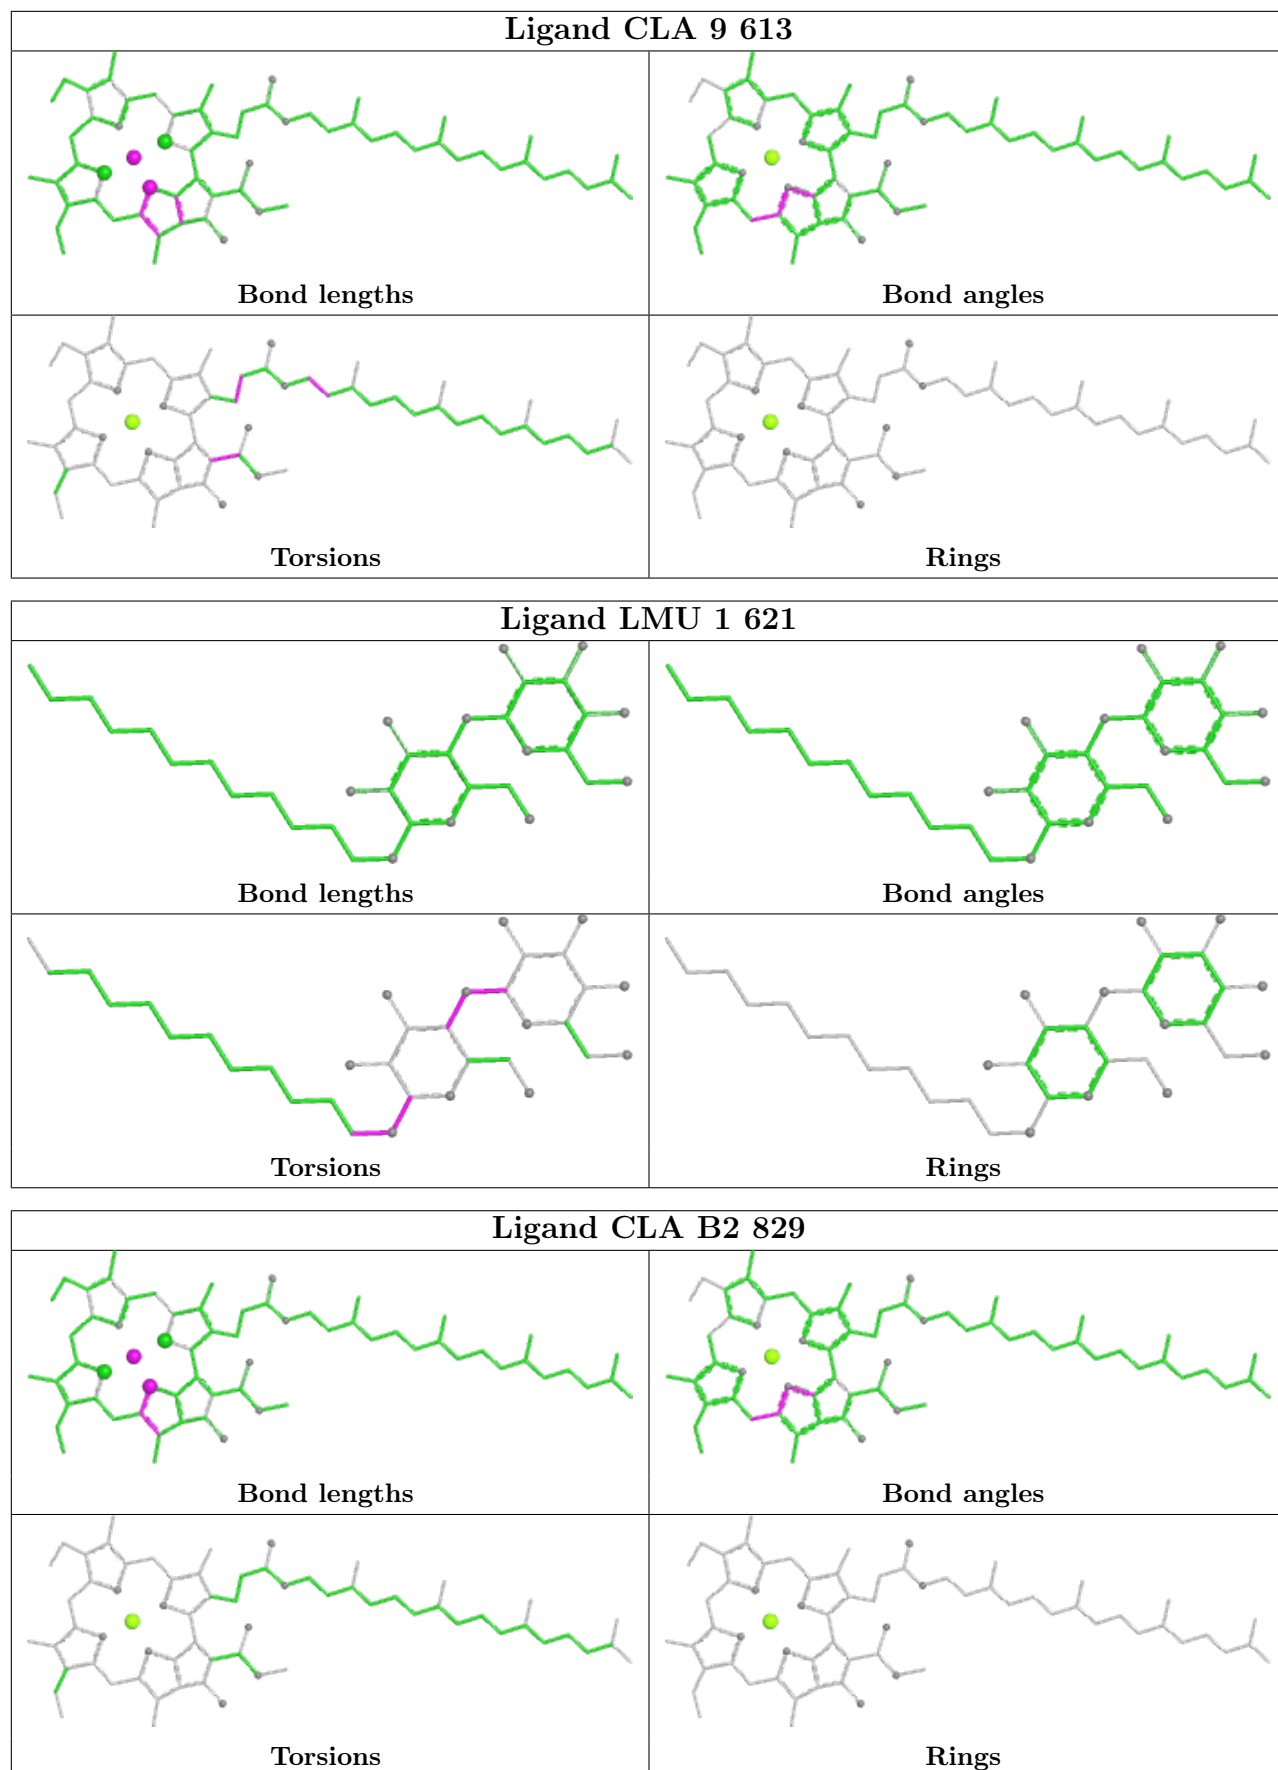 Ligand CLA 9 613
Bond lengths
Bond angles
Torsions
Rings
Ligand LMU 1 621
Bond lengths
Bond angles
Torsions
Rings
Ligand CLA B2 829
Bond lengths
Bond angles
Torsions
Rings